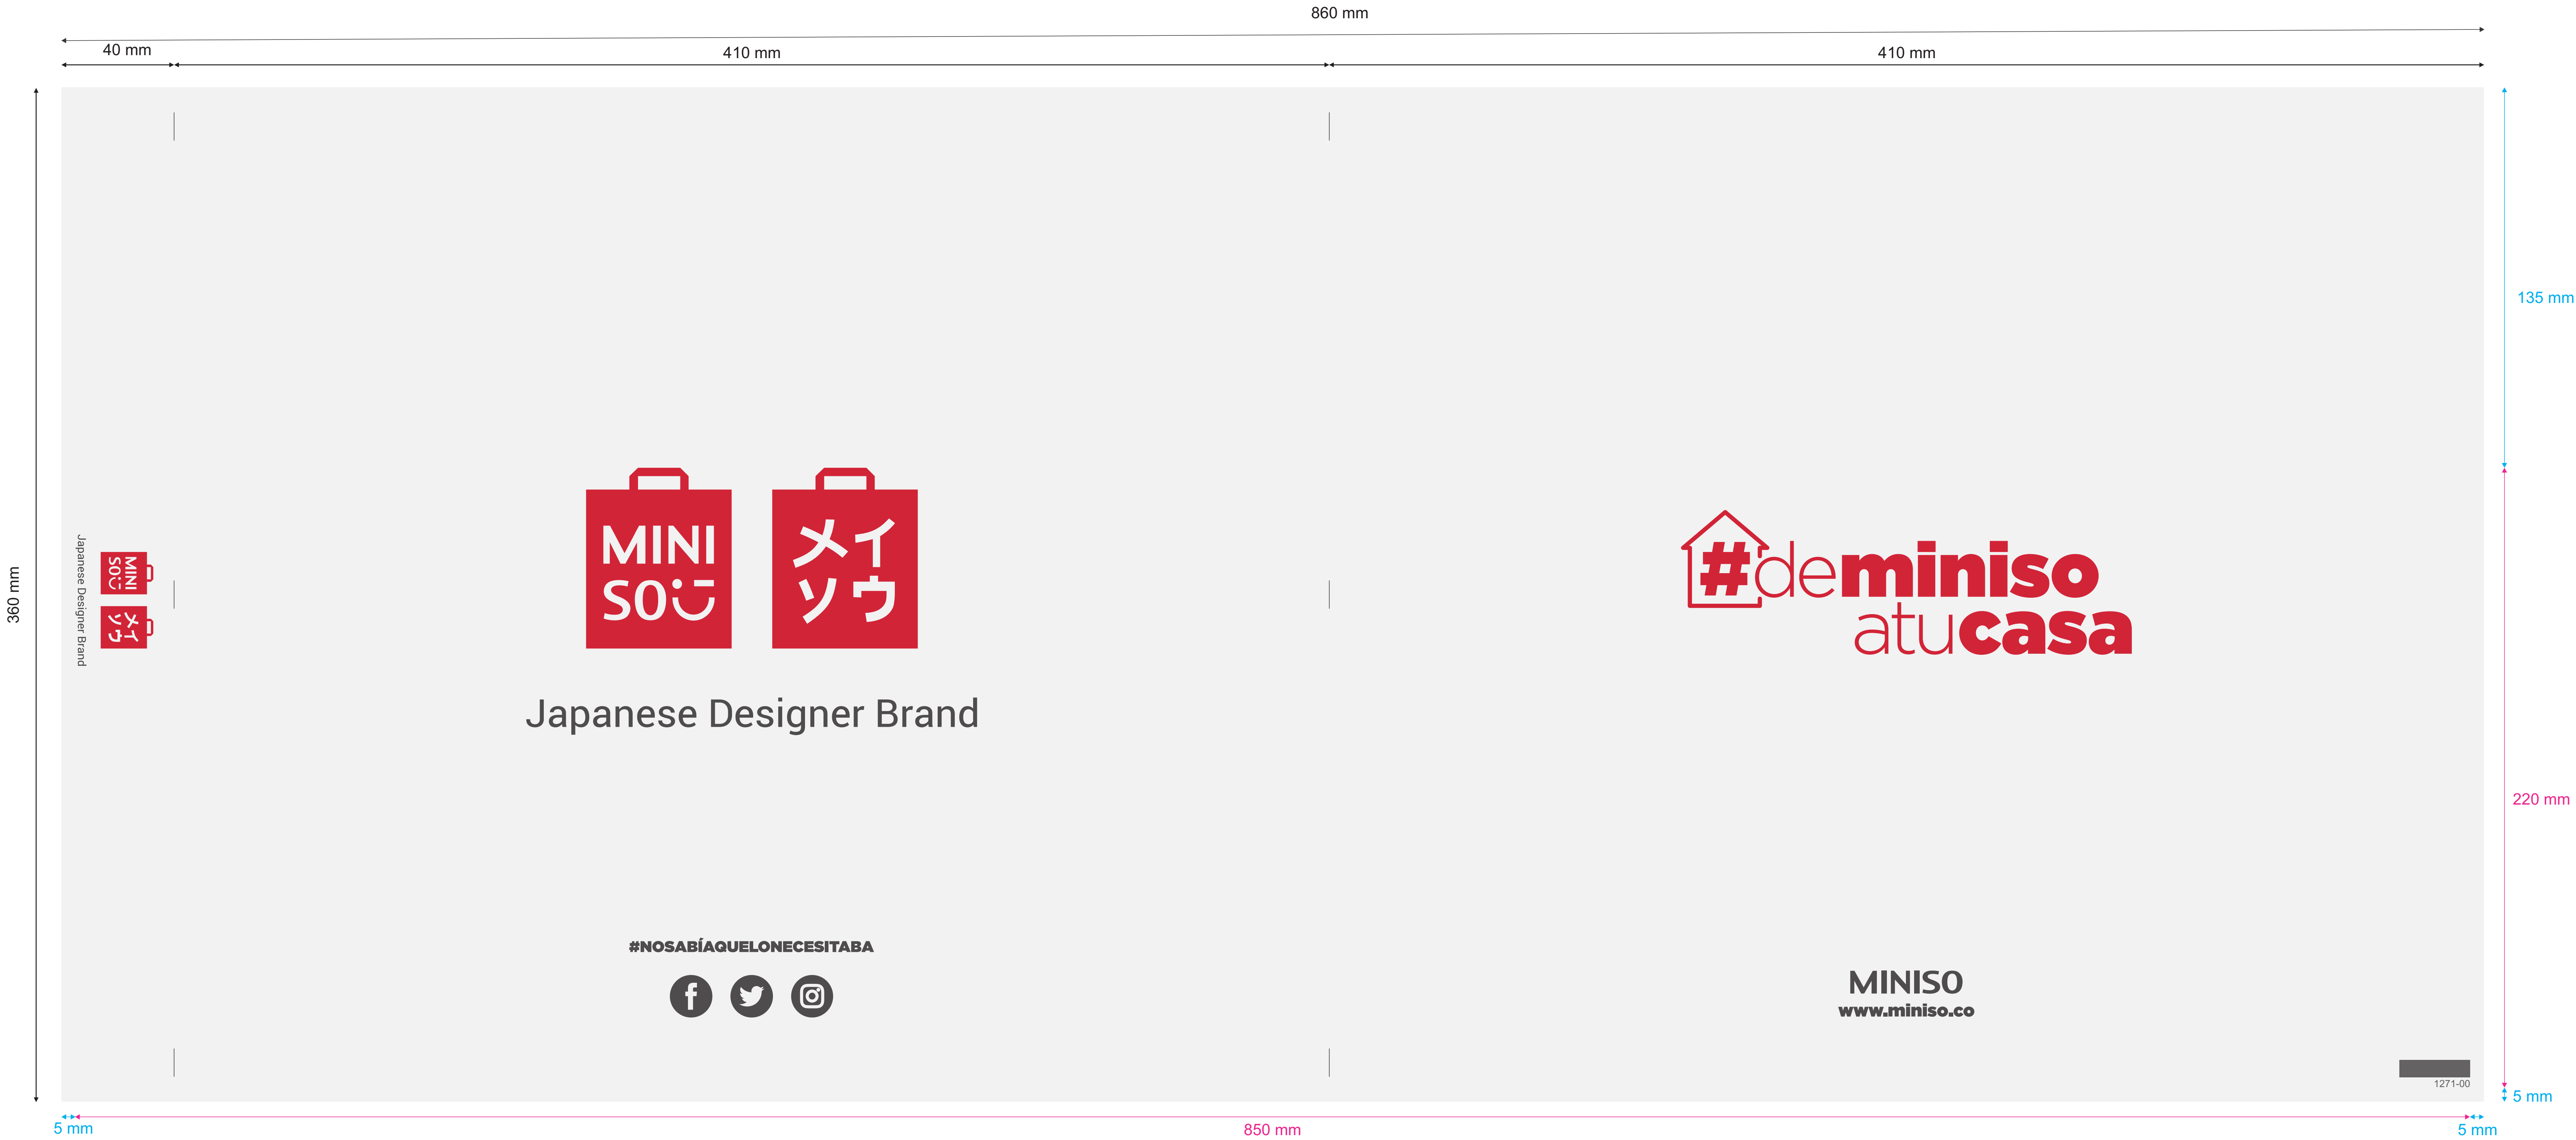 860 mm
40 mm
410 mm
410 mm
360 mm
135 mm
220 mm
5 mm
5 mm
850 mm
5 mm
MINI
SO
メイ
ソウ
Japanese Designer Brand
MINI
SO
メイ
ソウ
Japanese Designer Brand
#NOSABÍAQUELONECESITABA
#deminiso
atucasa
MINISO
www.miniso.co
1271-00